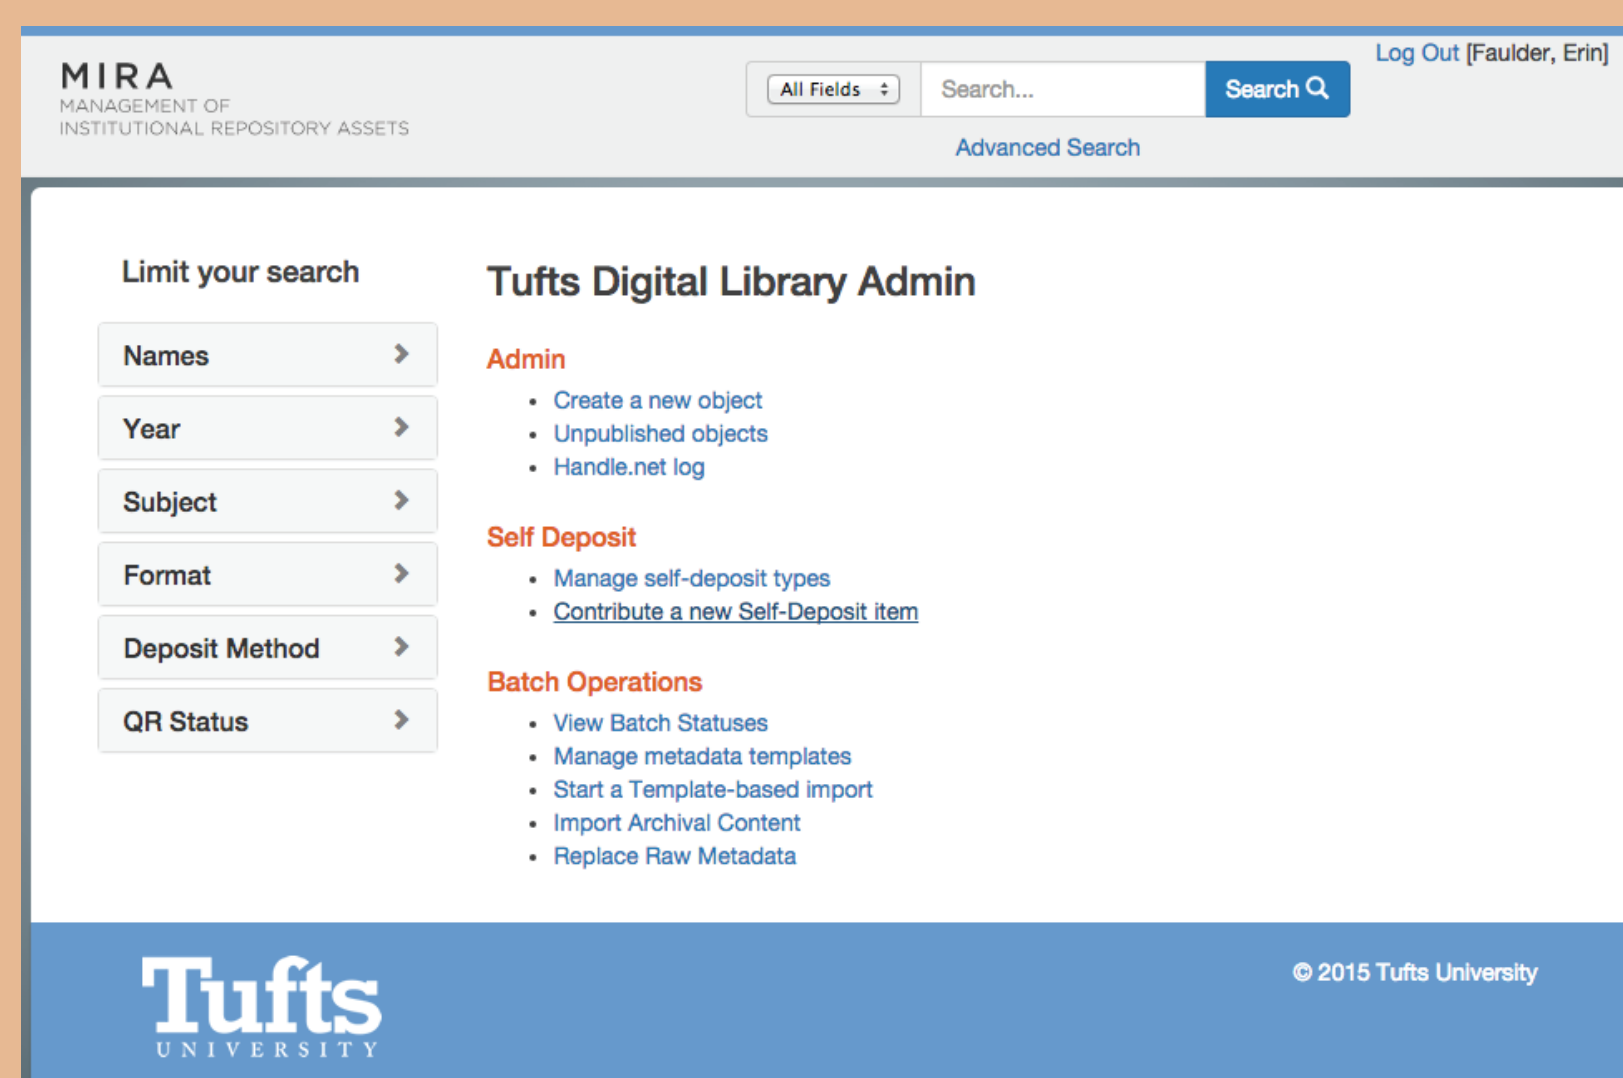 Log Out [Faulder, Erin]
MIRA
MANAGEMENT OF
INSTITUTIONAL REPOSITORY ASSETS
All Fields
Search...
Search
Advanced Search
Limit your search
Names
Year
Subject
Format
Deposit Method
QR Status
Tufts Digital Library Admin
Admin
Create a new object
Unpublished objects
Handle.net log
Self Deposit
Manage self-deposit types
Contribute a new Self-Deposit item
Batch Operations
View Batch Statuses
Manage metadata templates
Start a Template-based import
Import Archival Content
Replace Raw Metadata
Tufts
UNIVERSITY
© 2015 Tufts University